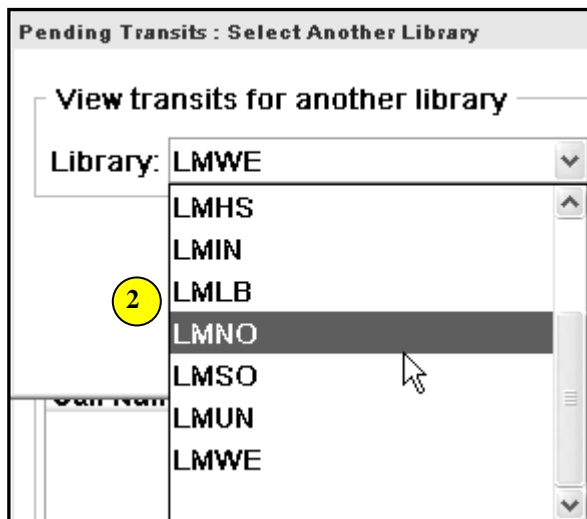 Pending Transits : Select Another Library
View transits for another library
Library: LMWE
LMHS
LMIN
LMLB
2
LMNO
LMSO
LMUN
LMWE